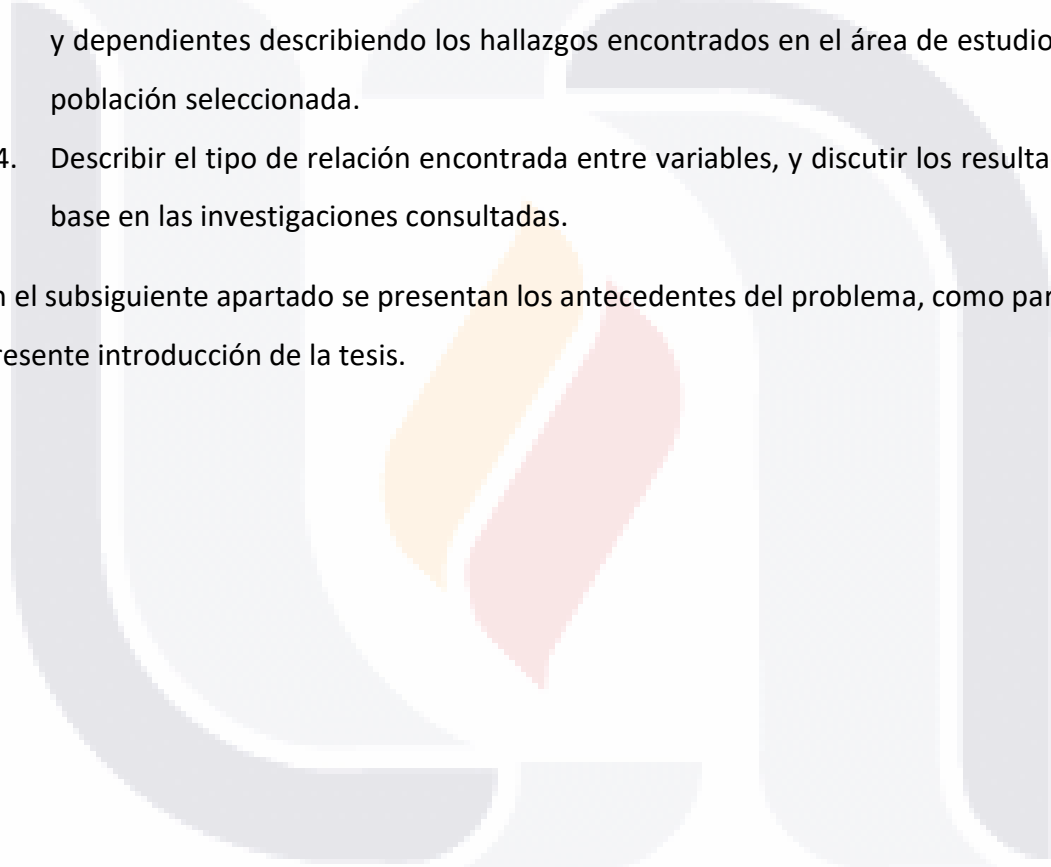 y dependientes describiendo los hallazgos encontrados en el área de estudio
población seleccionada.
4. Describir el tipo de relación encontrada entre variables, y discutir los resulta
base en las investigaciones consultadas.
n el subsiguiente apartado se presentan los antecedentes del problema, como par
resente introducción de la tesis.